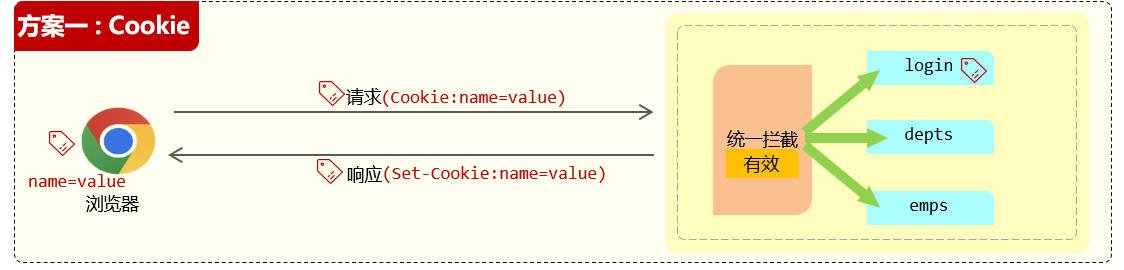 方案一：Cookie
请求(Cookie:name=value)
响应(Set-Cookie:name=value)
name=value
浏览器
统一拦截
有效
login
depts
emps